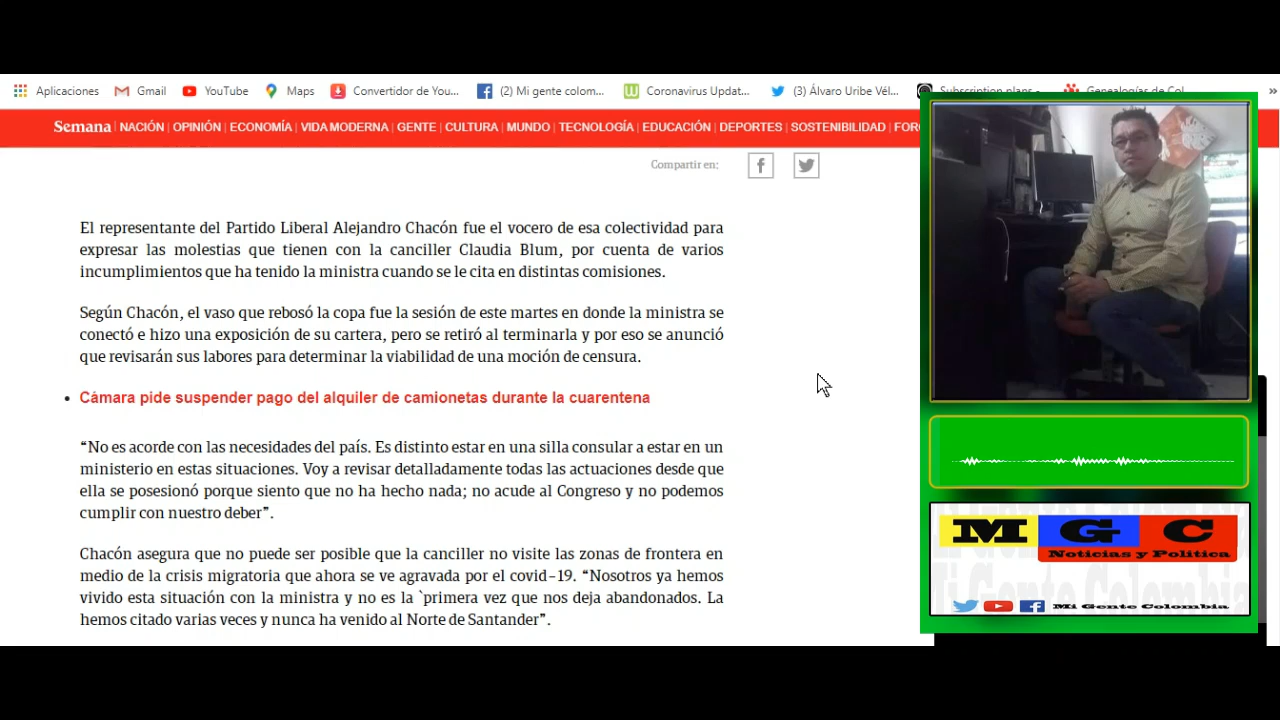 Aplicaciones Gmail YouTube Maps Convertidor de You... (2) Mi gente colom... Coronavirus Updat... (3) Álvaro Uribe Vél... Subscription plans - Genealogías de Col »
Semana | NACIÓN | OPINIÓN | ECONOMÍA | VIDA MODERNA | GENTE | CULTURA | MUNDO | TECNOLOGÍA | EDUCACIÓN | DEPORTES | SOSTENIBILIDAD | FORO
Compartir en:
El representante del Partido Liberal Alejandro Chacón fue el vocero de esa colectividad para
expresar las molestias que tienen con la canciller Claudia Blum, por cuenta de varios
incumplimientos que ha tenido la ministra cuando se le cita en distintas comisiones.
Según Chacón, el vaso que rebosó la copa fue la sesión de este martes en donde la ministra se
conectó e hizo una exposición de su cartera, pero se retiró al terminarla y por eso se anunció
que revisarán sus labores para determinar la viabilidad de una moción de censura.
• Cámara pide suspender pago del alquiler de camionetas durante la cuarentena
“No es acorde con las necesidades del país. Es distinto estar en una silla consular a estar en un
ministerio en estas situaciones. Voy a revisar detalladamente todas las actuaciones desde que
ella se posesionó porque siento que no ha hecho nada; no acude al Congreso y no podemos
cumplir con nuestro deber”.
Chacón asegura que no puede ser posible que la canciller no visite las zonas de frontera en
medio de la crisis migratoria que ahora se ve agravada por el covid-19. “Nosotros ya hemos
vivido esta situación con la ministra y no es la `primera vez que nos deja abandonados. La
hemos citado varias veces y nunca ha venido al Norte de Santander”.
M G C
Noticias y Politica
Mi Gente Colombia
Mi Gente Colombia